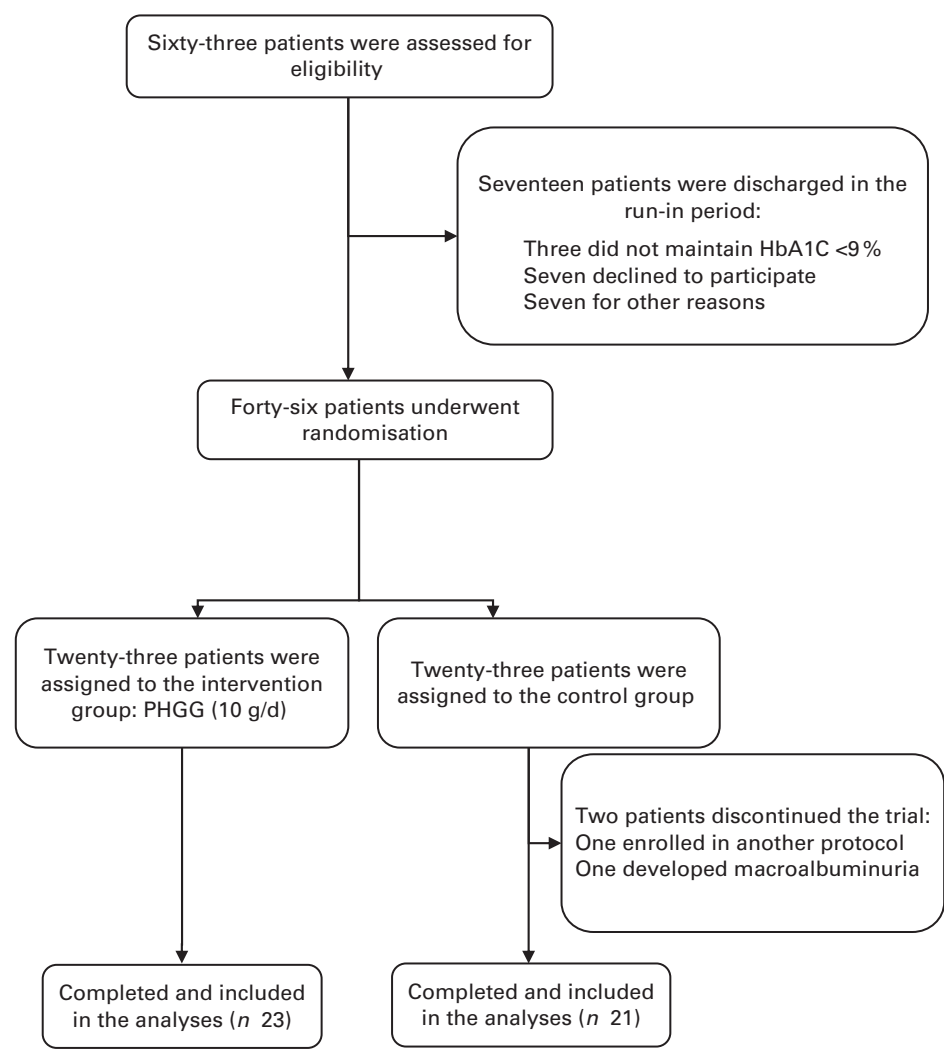 Sixty-three patients were assessed for
eligibility
Seventeen patients were discharged in the
run-in period:
Three did not maintain HbA1C <9 %
Seven declined to participate
Seven for other reasons
Forty-six patients underwent
randomisation
Twenty-three patients were
assigned to the intervention
group: PHGG (10 g/d)
Twenty-three patients were
assigned to the control group
Two patients discontinued the trial:
One enrolled in another protocol
One developed macroalbuminuria
Completed and included
in the analyses (n 23)
Completed and included
in the analyses (n 21)